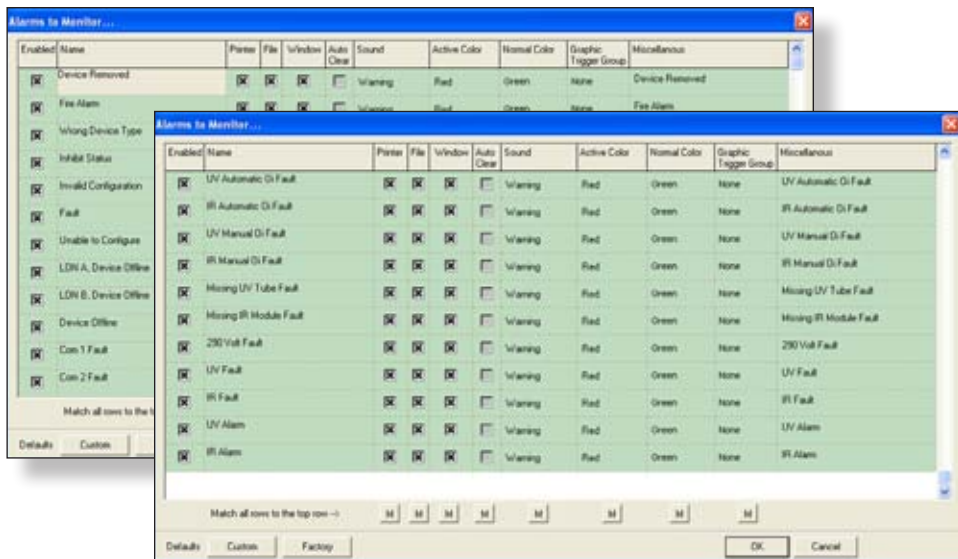 Alarms to Monitor...
Enabled Name Printer File Window Auto Clear Sound Active Color Normal Color Graphic Trigger Group Miscellanous
Device Removed Warning Red Green None Device Removed
Fire Alarm Warning Red Green None Fire Alarm
Wrong Device Type
Inhibit Status
Invalid Configuration
Fault
Unable to Configure
LON A, Device Offline
LON B, Device Offline
Device Offline
Com 1 Fault
Com 2 Fault
Match all rows to the t
Defaults Custom
Alarms to Monitor...
Enabled Name Printer File Window Auto Clear Sound Active Color Normal Color Graphic Trigger Group Miscellanous
UV Automatic Oi Fault Warning Red Green None UV Automatic Oi Fault
IR Automatic Oi Fault Warning Red Green None IR Automatic Oi Fault
UV Manual Oi Fault Warning Red Green None UV Manual Oi Fault
IR Manual Oi Fault Warning Red Green None IR Manual Oi Fault
Missing UV Tube Fault Warning Red Green None Missing UV Tube Fault
Missing IR Module Fault Warning Red Green None Missing IR Module Fault
290 Volt Fault Warning Red Green None 290 Volt Fault
UV Fault Warning Red Green None UV Fault
IR Fault Warning Red Green None IR Fault
UV Alarm Warning Red Green None UV Alarm
IR Alarm Warning Red Green None IR Alarm
Match all rows to the top row --> M M M M M M M M
Defaults Custom Factory OK Cancel